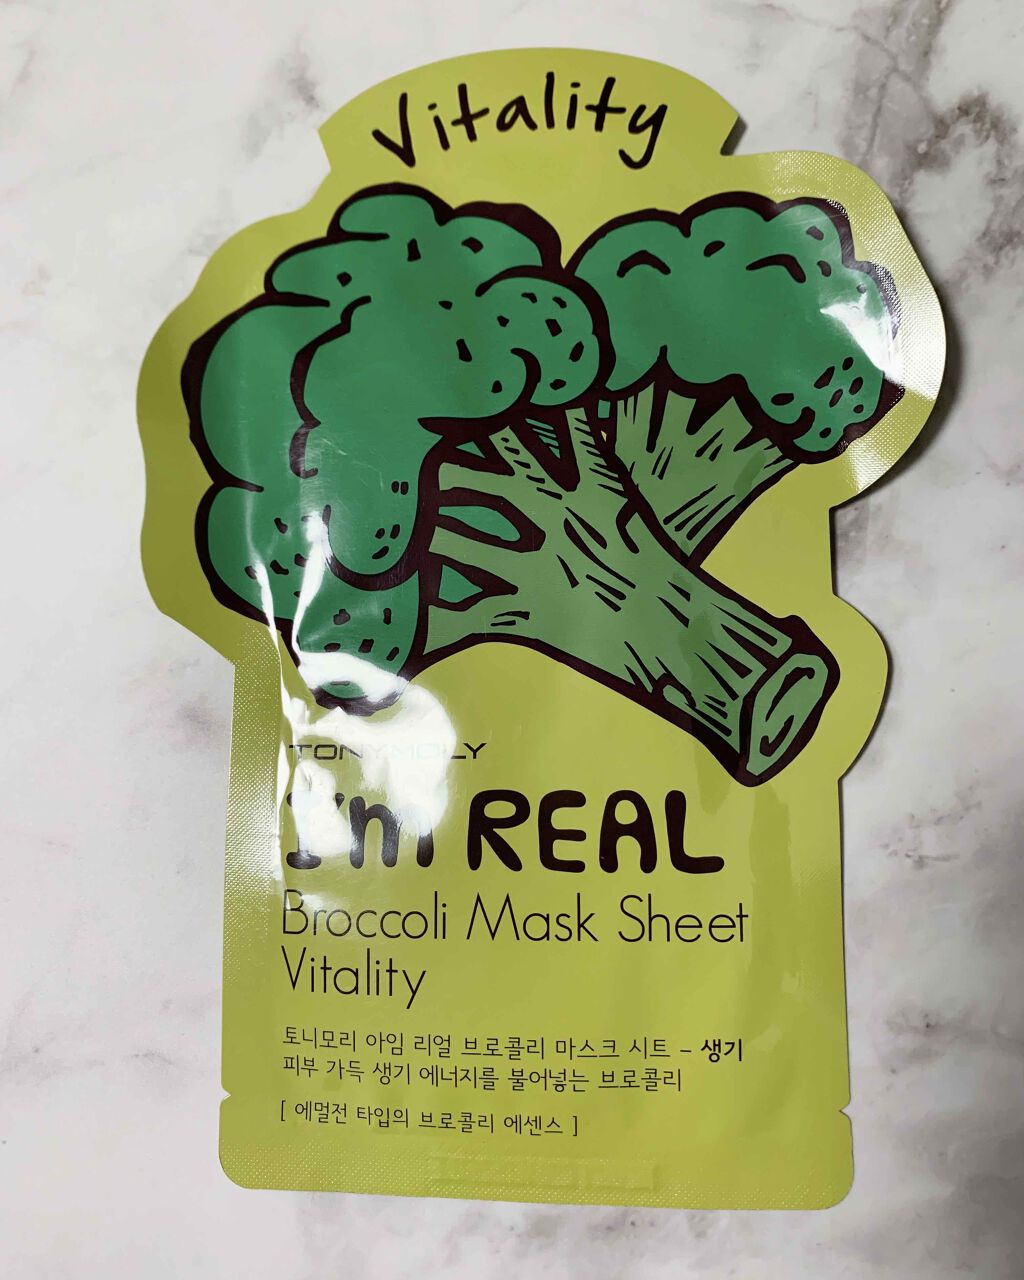 Vitality
TONYMOLY
I'm REAL
Broccoli Mask Sheet
Vitality
토니모리 아임 리얼 브로콜리 마스크 시트 – 생기
피부 가득 생기 에너지를 불어넣는 브로콜리
[ 에멀전 타입의 브로콜리 에센스 ]